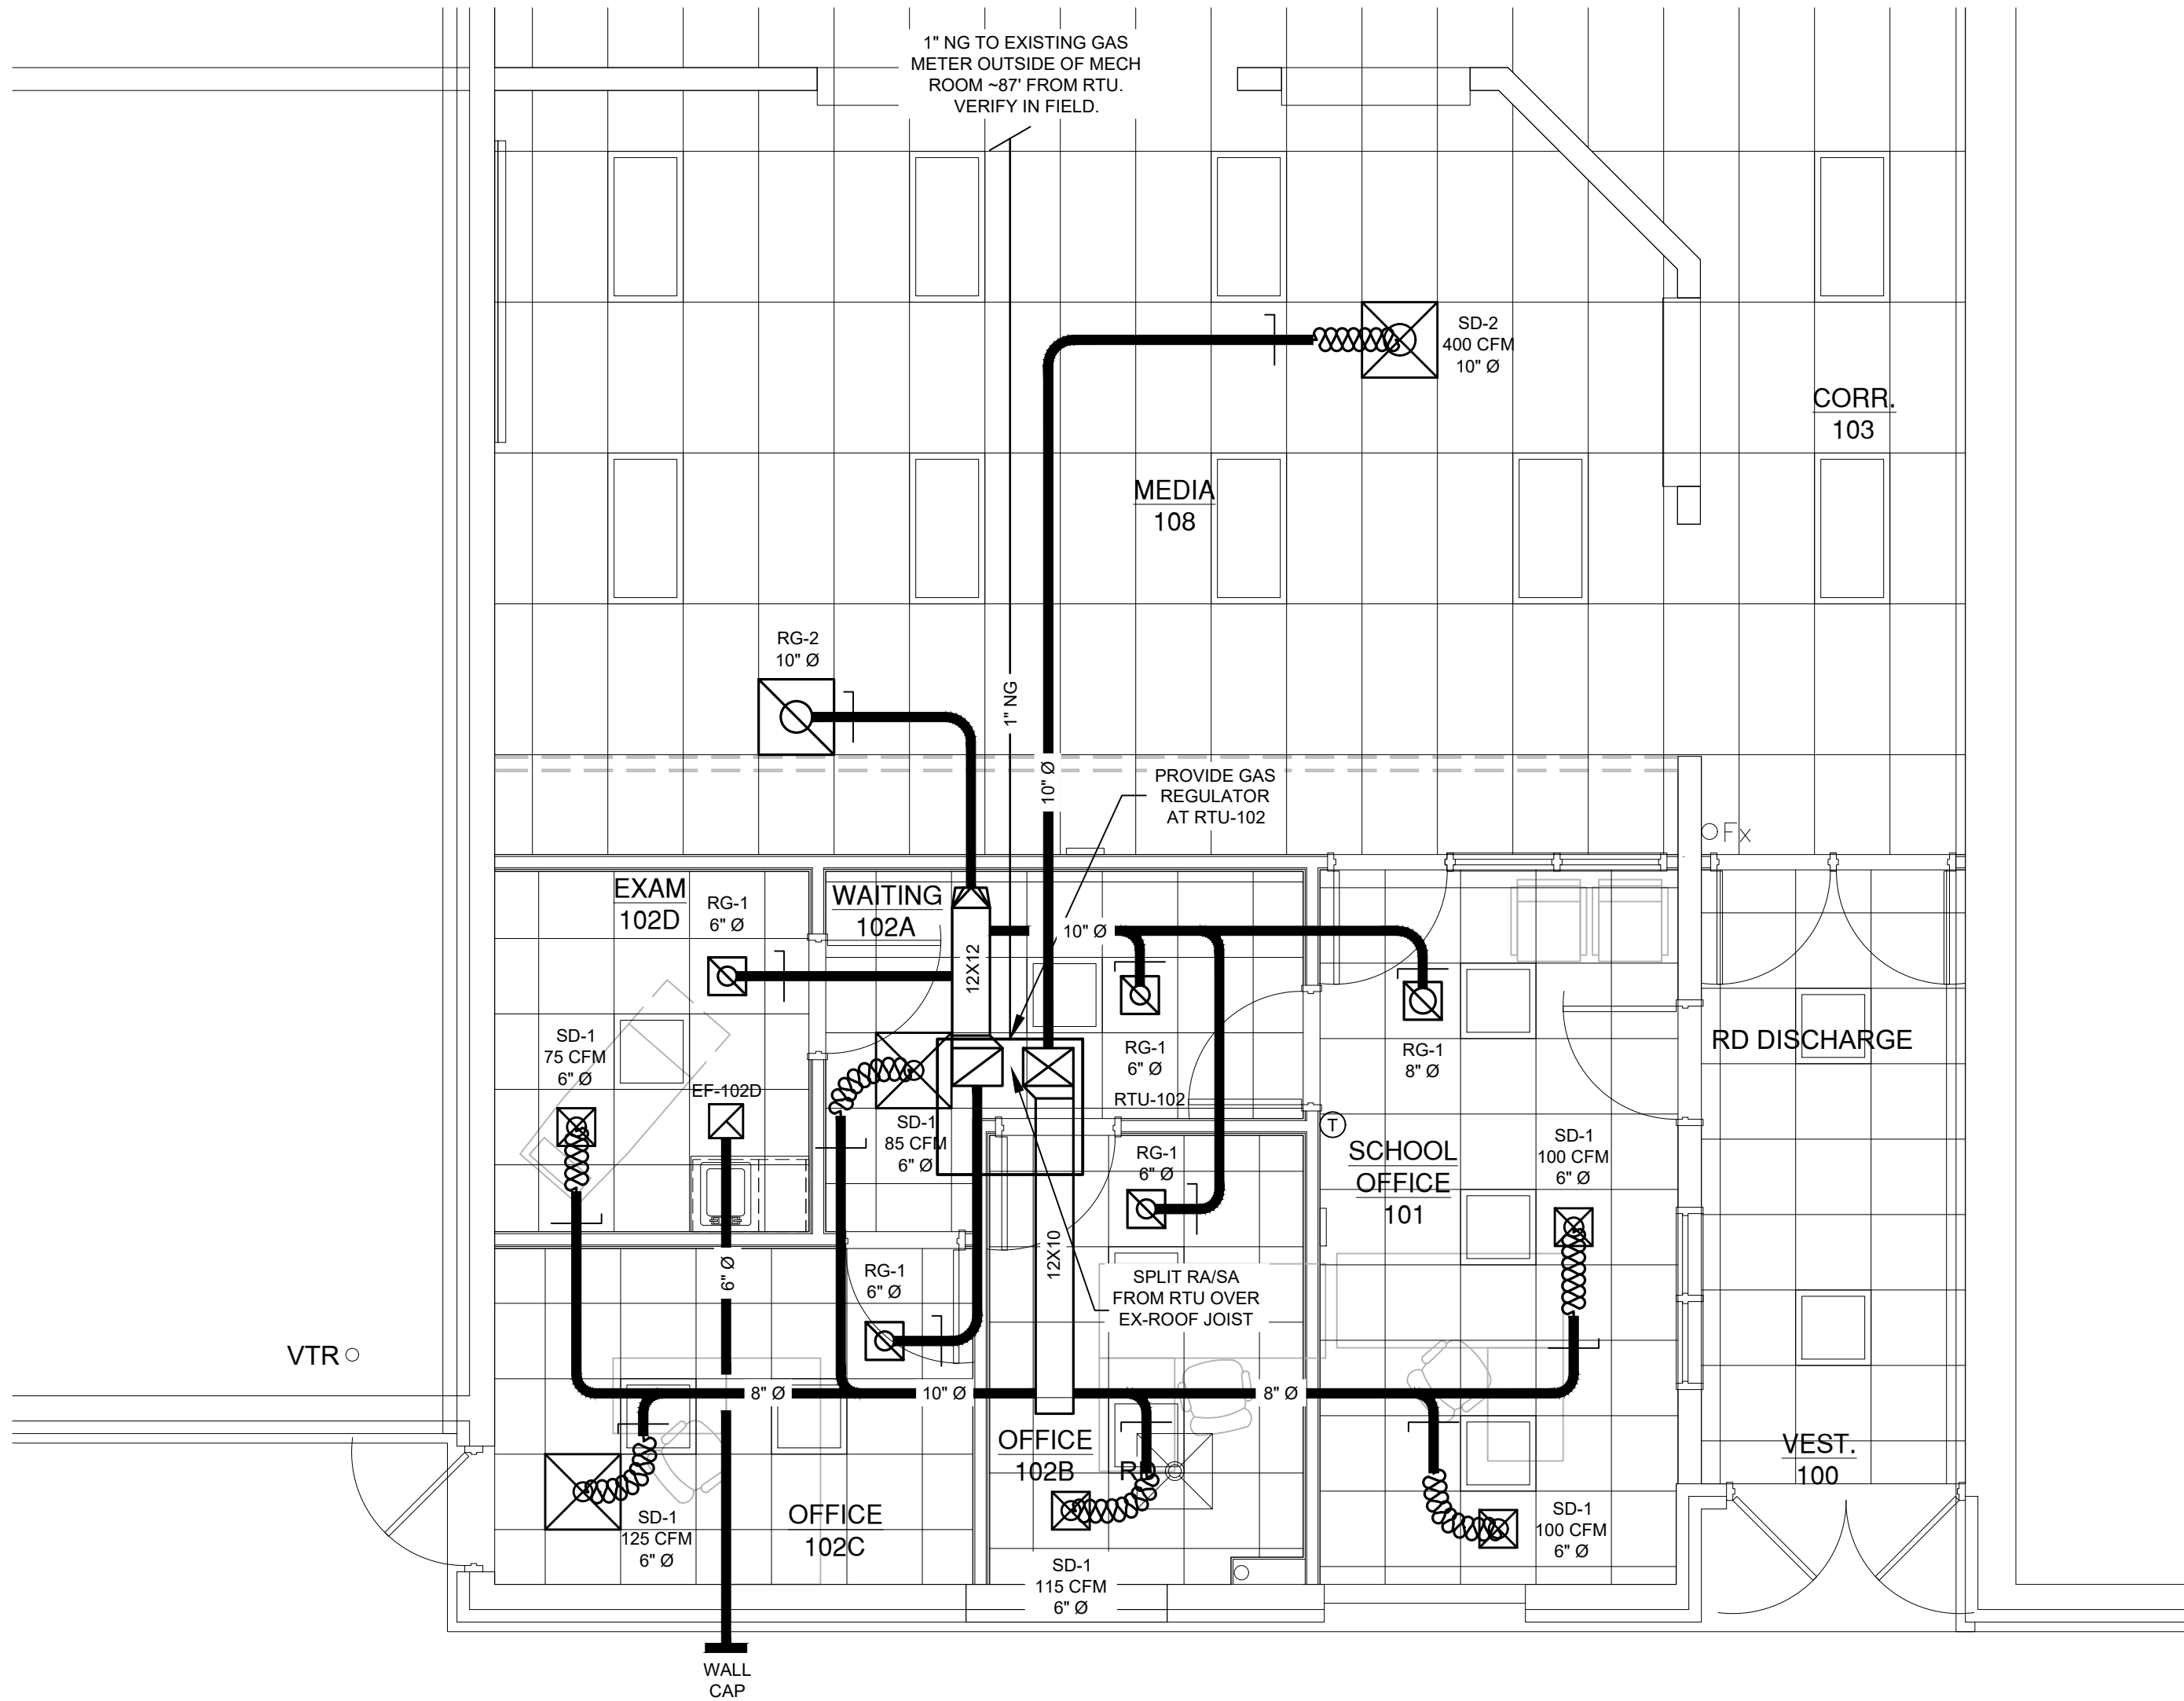 1" NG TO EXISTING GAS
METER OUTSIDE OF MECH
ROOM ~87' FROM RTU.
VERIFY IN FIELD.
SD-2
400 CFM
10" Ø
CORR.
103
MEDIA
108
RG-2
10" Ø
1" NG
10" Ø
PROVIDE GAS
REGULATOR
AT RTU-102
Fx
EXAM
102D
RG-1
6" Ø
WAITING
102A
12X12
10" Ø
RG-1
6" Ø
RG-1
8" Ø
RD DISCHARGE
SD-1
75 CFM
6" Ø
EF-102D
RTU-102
SD-1
85 CFM
6" Ø
T
RG-1
6" Ø
SCHOOL
OFFICE
101
SD-1
100 CFM
6" Ø
6" Ø
RG-1
6" Ø
12X10
SPLIT RA/SA
FROM RTU OVER
EX-ROOF JOIST
VTR
8" Ø
10" Ø
8" Ø
OFFICE
102B
VEST.
100
SD-1
125 CFM
6" Ø
OFFICE
102C
SD-1
100 CFM
6" Ø
SD-1
115 CFM
6" Ø
WALL
CAP